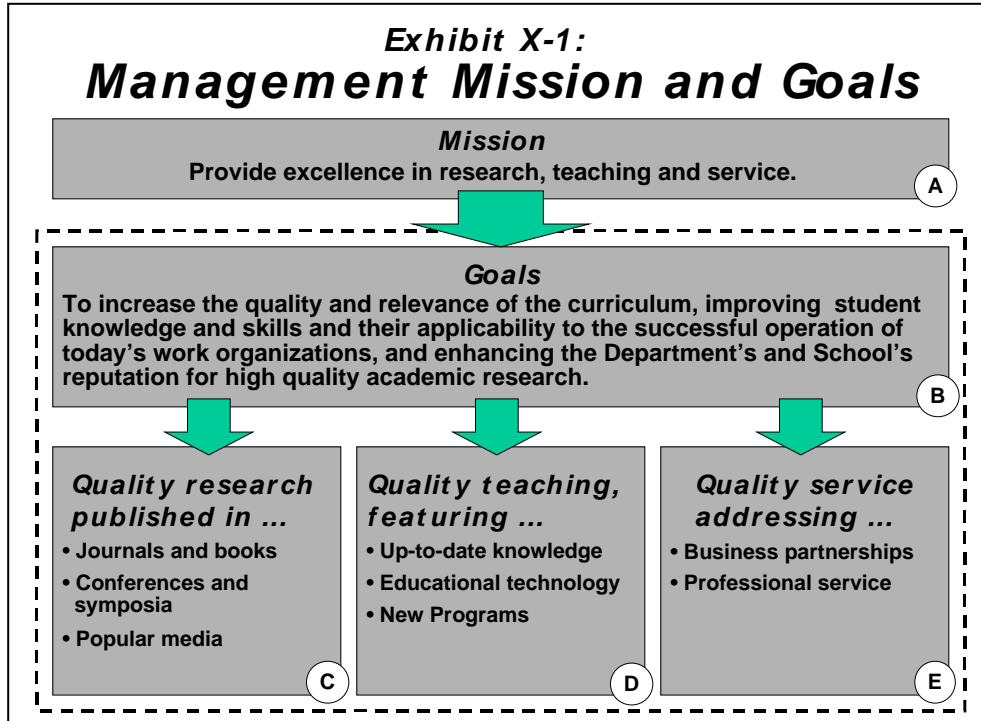 Exhibit X-1:
Management Mission and Goals
Mission
Provide excellence in research, teaching and service.
A
Goals
To increase the quality and relevance of the curriculum, improving student
knowledge and skills and their applicability to the successful operation of
today's work organizations, and enhancing the Department's and School's
reputation for high quality academic research.
B
Quality research
published in ...
• Journals and books
• Conferences and
symposia
• Popular media
C
Quality teaching,
featuring ...
• Up-to-date knowledge
• Educational technology
• New Programs
D
Quality service
addressing ...
• Business partnerships
• Professional service
E